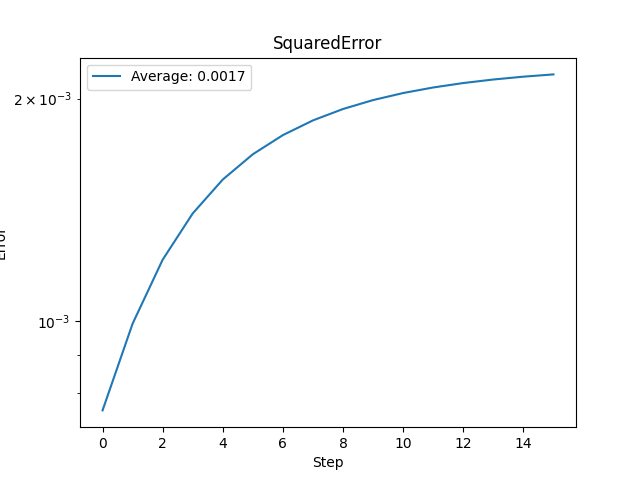 SquaredError
Average: 0.0017
2 × 10⁻³
10⁻³
Error
0 2 4 6 8 10 12 14
Step